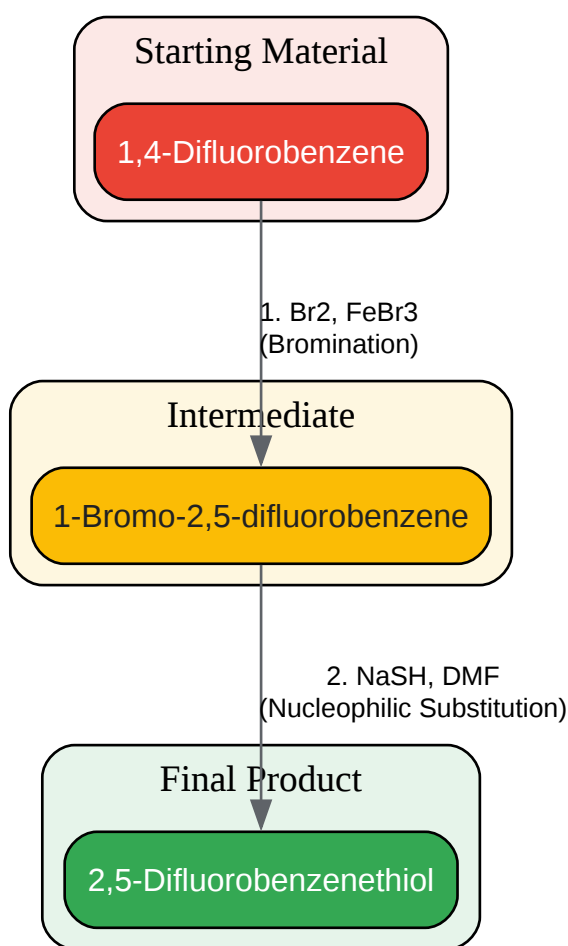 Starting Material
1,4-Difluorobenzene
1. Br2, FeBr3
(Bromination)
Intermediate
1-Bromo-2,5-difluorobenzene
2. NaSH, DMF
(Nucleophilic Substitution)
Final Product
2,5-Difluorobenzenethiol